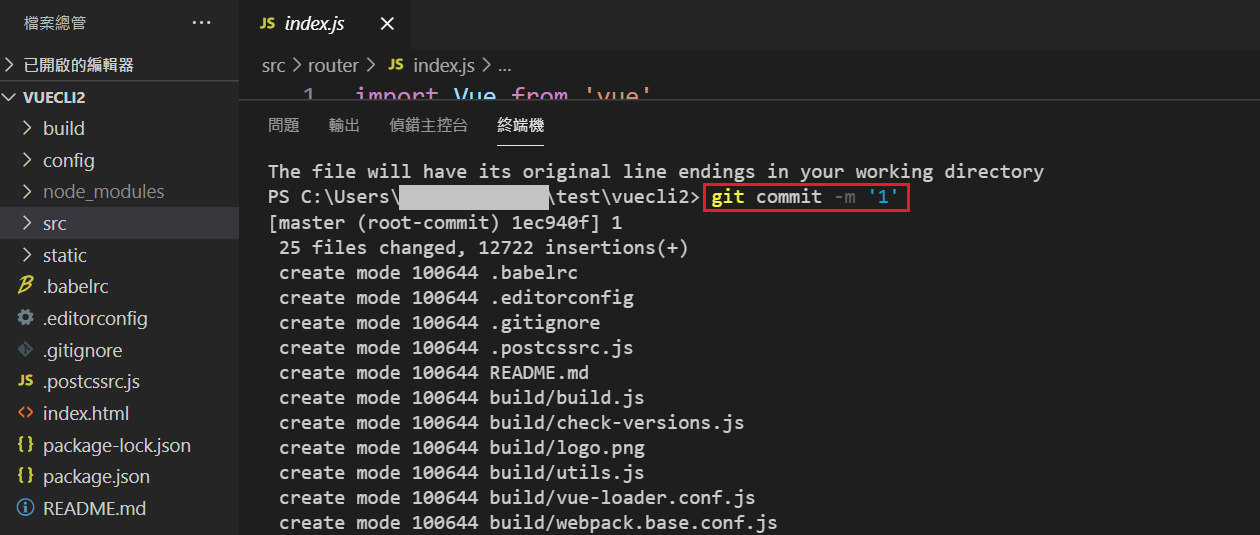 檔案總管 ...
已開啟的編輯器
VUECLI2
build
config
node_modules
src
static
.babelrc
.editorconfig
.gitignore
JS .postcssrc.js
<> index.html
{} package-lock.json
{} package.json
README.md
JS index.js
src > router > JS index.js > ...
1 import Vue from 'vue'
問題 輸出 偵錯主控台 終端機
The file will have its original line endings in your working directory
PS C:\Users\ \test\vuecli2> git commit -m '1'
[master (root-commit) 1ec940f] 1
25 files changed, 12722 insertions(+)
create mode 100644 .babelrc
create mode 100644 .editorconfig
create mode 100644 .gitignore
create mode 100644 .postcssrc.js
create mode 100644 README.md
create mode 100644 build/build.js
create mode 100644 build/check-versions.js
create mode 100644 build/logo.png
create mode 100644 build/utils.js
create mode 100644 build/vue-loader.conf.js
create mode 100644 build/webpack.base.conf.js